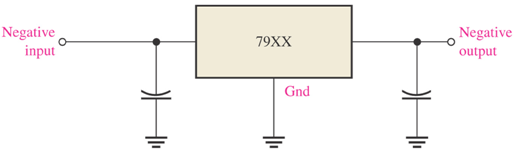 Negative
input
79XX
Gnd
Negative
output